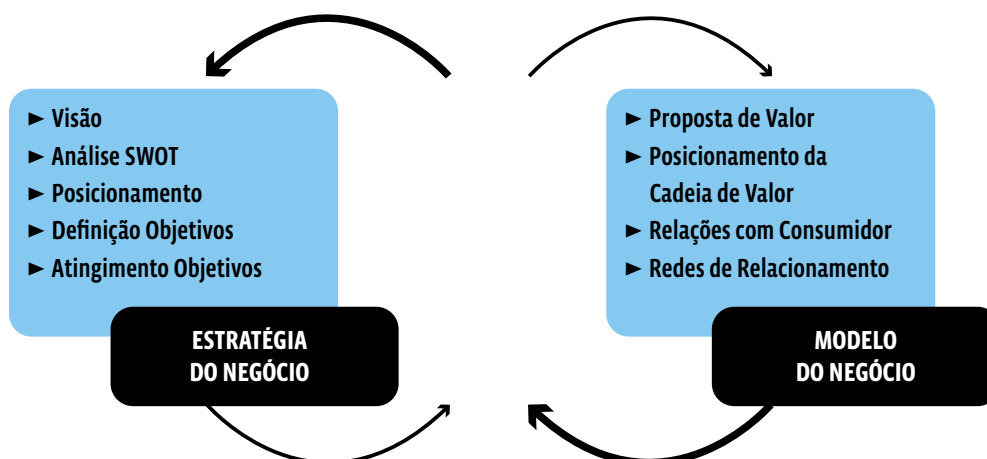 ► Visão
► Análise SWOT
► Posicionamento
► Definição Objetivos
► Atingimento Objetivos
ESTRATÉGIA
DO NEGÓCIO
► Proposta de Valor
► Posicionamento da
Cadeia de Valor
► Relações com Consumidor
► Redes de Relacionamento
MODELO
DO NEGÓCIO